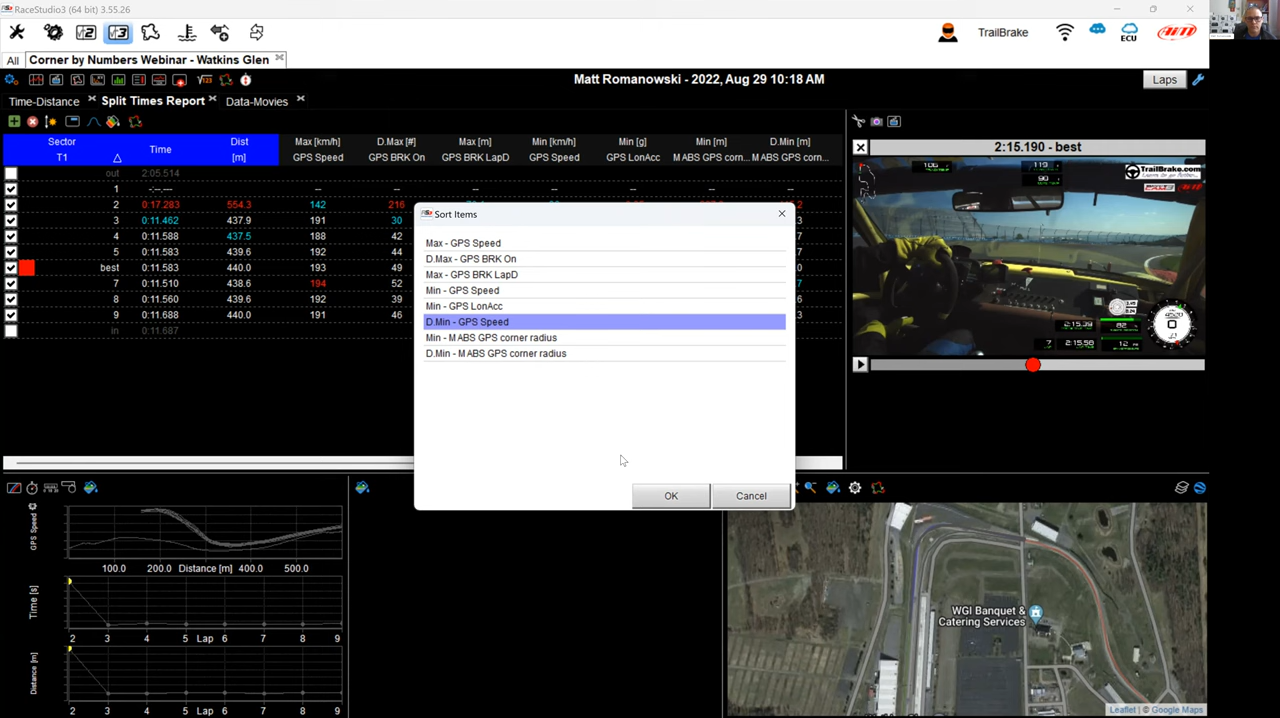 RaceStudio3 (64 bit) 3.55.26
TrailBrake
ECU
All
Corner by Numbers Webinar - Watkins Glen
Matt Romanowski - 2022, Aug 29 10:18 AM
Laps
Time-Distance
Split Times Report
Data-Movies
Sector
T1
Time
Dist
[m]
Max [km/h]
GPS Speed
D.Max [#]
GPS BRK On
Max [m]
GPS BRK LapD
Min [km/h]
GPS Speed
Min [g]
GPS LonAcc
Min [m]
M ABS GPS corn...
D.Min [m]
M ABS GPS corn...
out 2:05.514
1 -:--.--- -- -- -- -- -- -- --
2 0:17.283 554.3 142 216
3 0:11.462 437.9 191 30
4 0:11.588 437.5 188 42
5 0:11.583 439.6 192 44
best 0:11.583 440.0 193 49
7 0:11.510 438.6 194 52
8 0:11.560 438.6 192 39
9 0:11.688 440.0 191 46
in 0:11.687
Sort Items
Max - GPS Speed
D.Max - GPS BRK On
Max - GPS BRK LapD
Min - GPS Speed
Min - GPS LonAcc
D.Min - GPS Speed
Min - M ABS GPS corner radius
D.Min - M ABS GPS corner radius
OK
Cancel
2:15.190 - best
TrailBrake.com
GPS Speed
100.0 200.0 Distance [m] 400.0 500.0
Time [s]
2 3 4 5 Lap 6 7 8 9
Distance [m]
2 3 4 5 Lap 6 7 8 9
WGI Banquet &
Catering Services
Leaflet | © Google Maps